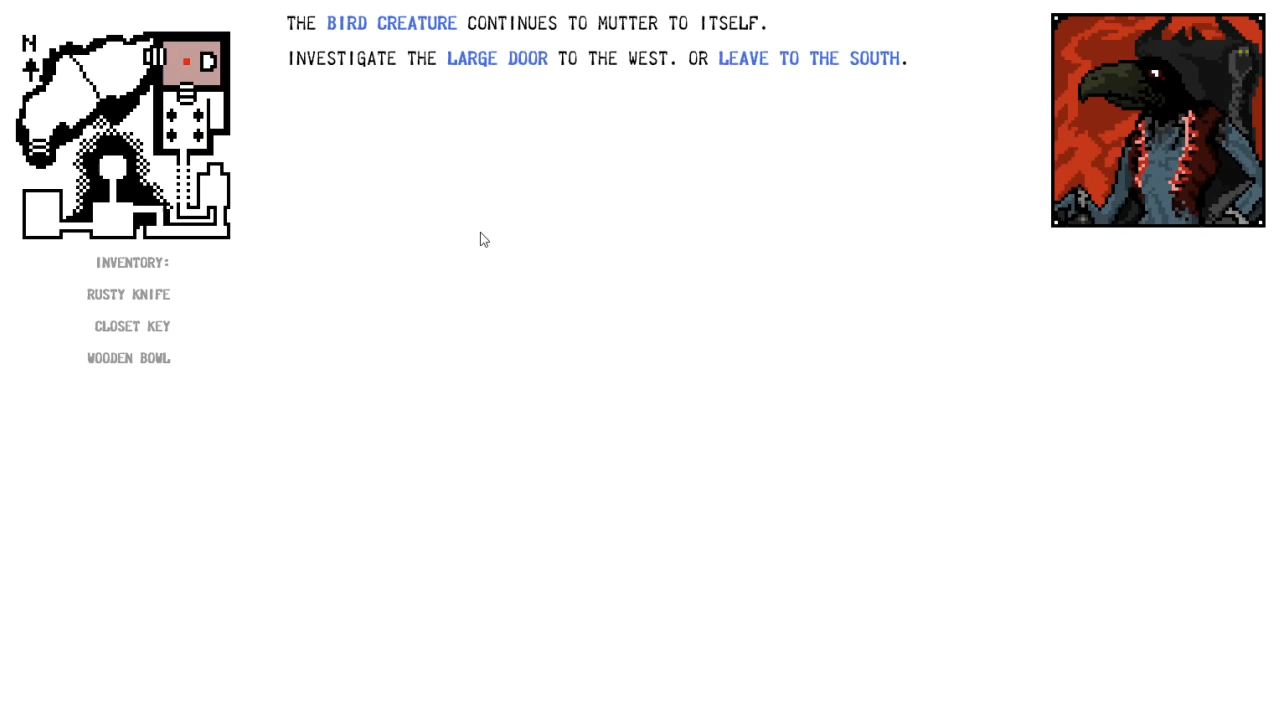 THE BIRD CREATURE CONTINUES TO MUTTER TO ITSELF.
INVESTIGATE THE LARGE DOOR TO THE WEST. OR LEAVE TO THE SOUTH.
N
INVENTORY:
RUSTY KNIFE
CLOSET KEY
WOODEN BOWL